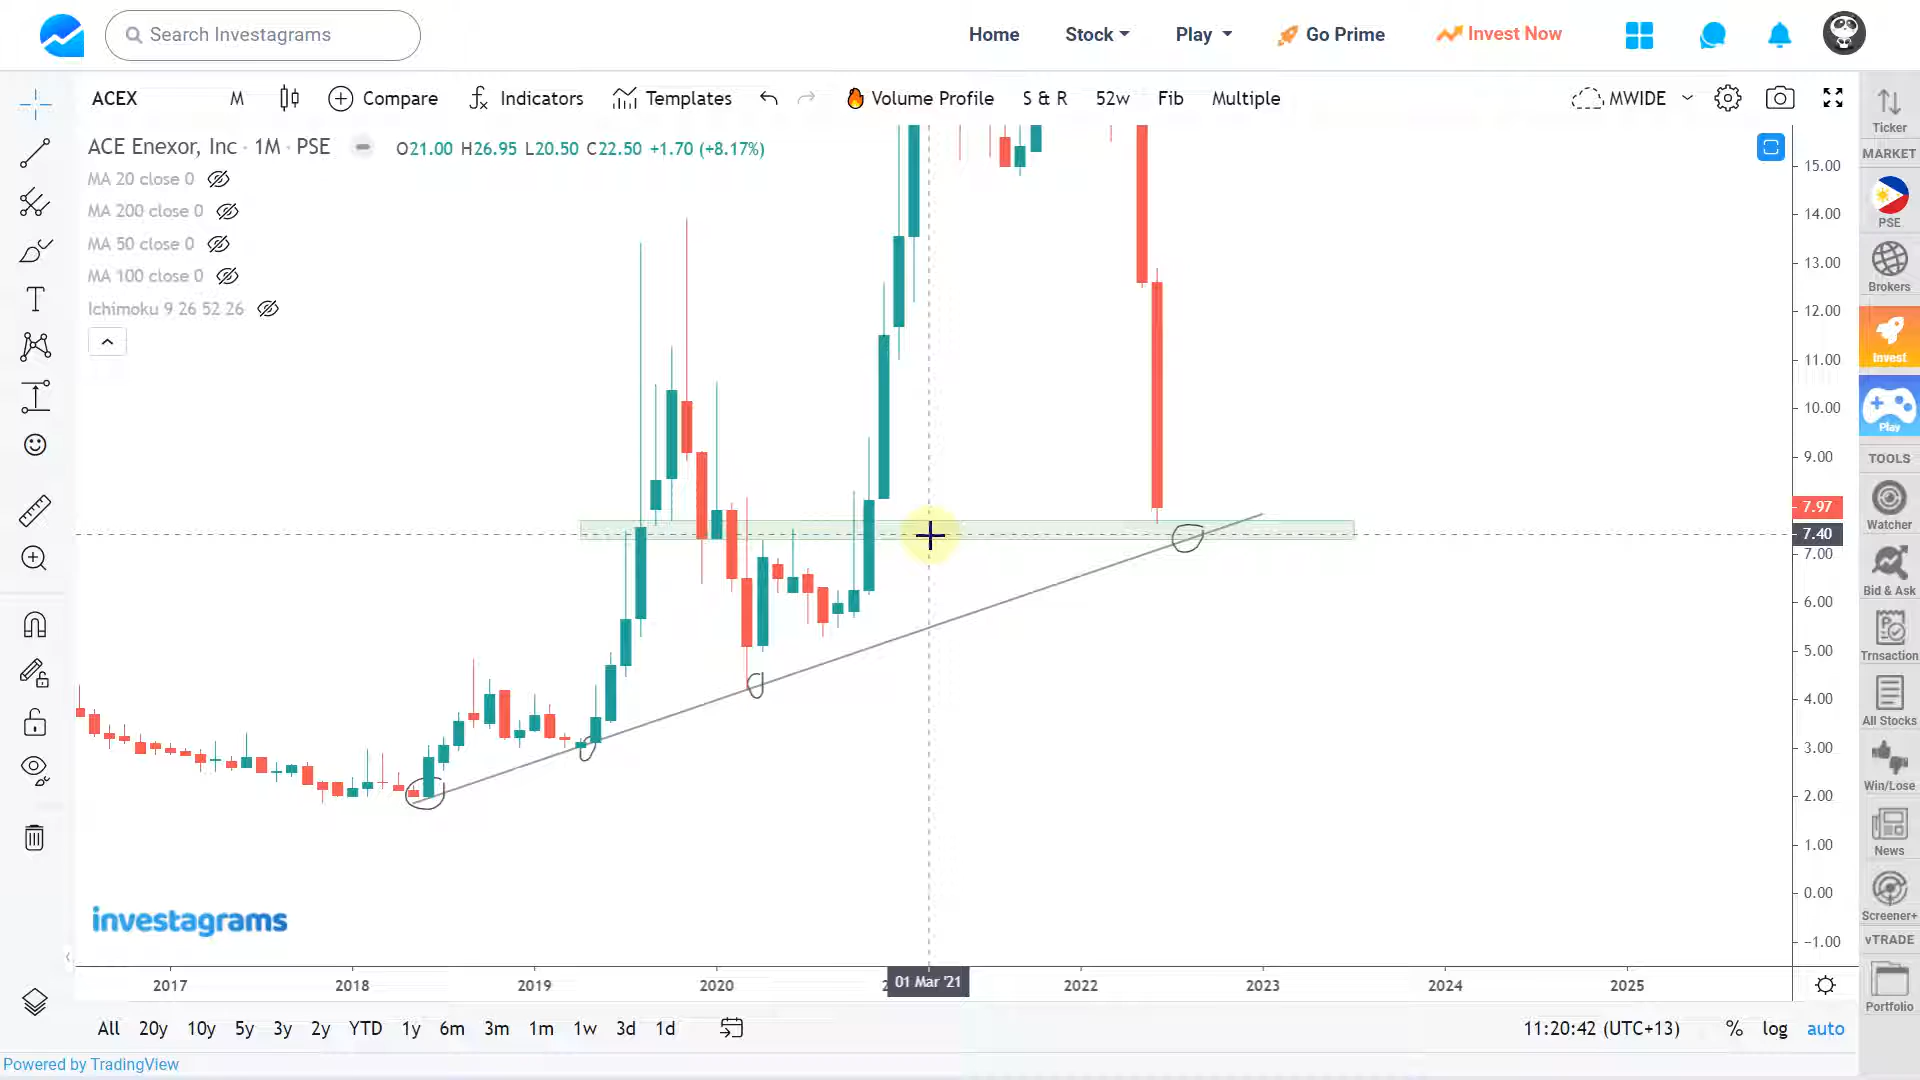 Search Investagrams
Home
Stock
Play
Go Prime
Invest Now
ACEX
M
Compare
Indicators
Templates
Volume Profile
S & R
52w
Fib
Multiple
MWIDE
ACE Enexor, Inc · 1M · PSE
O21.00 H26.95 L20.50 C22.50 +1.70 (+8.17%)
MA 20 close 0
MA 200 close 0
MA 50 close 0
MA 100 close 0
Ichimoku 9 26 52 26
15.00
14.00
13.00
12.00
11.00
10.00
9.00
7.97
7.40
7.00
6.00
5.00
4.00
3.00
2.00
1.00
0.00
−1.00
investagrams
2017
2018
2019
2020
01 Mar '21
2022
2023
2024
2025
All
20y
10y
5y
3y
2y
YTD
1y
6m
3m
1m
1w
3d
1d
11:20:42 (UTC+13)
%
log
auto
Powered by TradingView
Ticker
MARKET
PSE
Brokers
Invest
Play
TOOLS
Watcher
Bid & Ask
Trnsaction
All Stocks
Win/Lose
News
Screener+
vTRADE
Portfolio